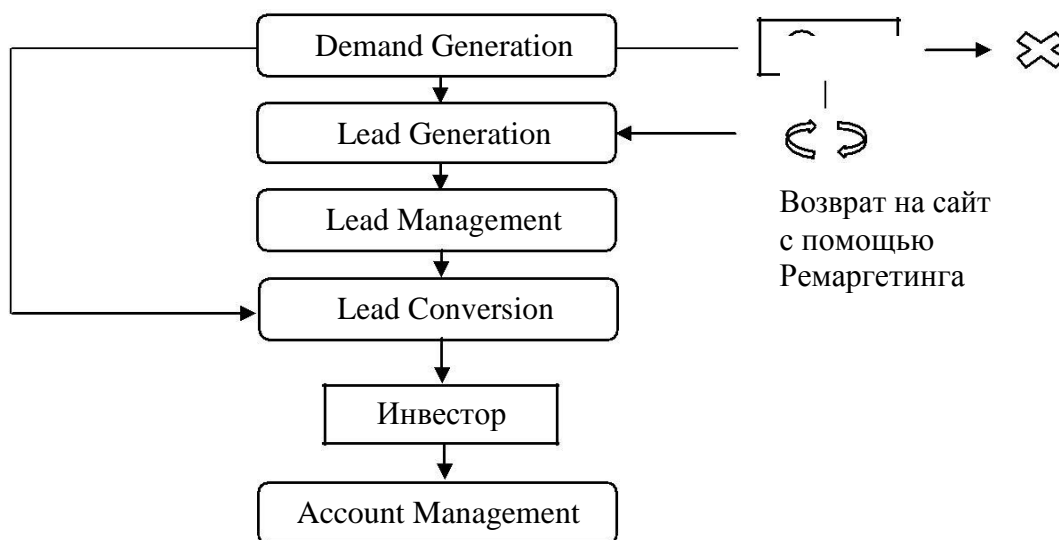 Demand Generation
Lead Generation
Lead Management
Возврат на сайт
с помощью
Ремаргетинга
Lead Conversion
Инвестор
Account Management